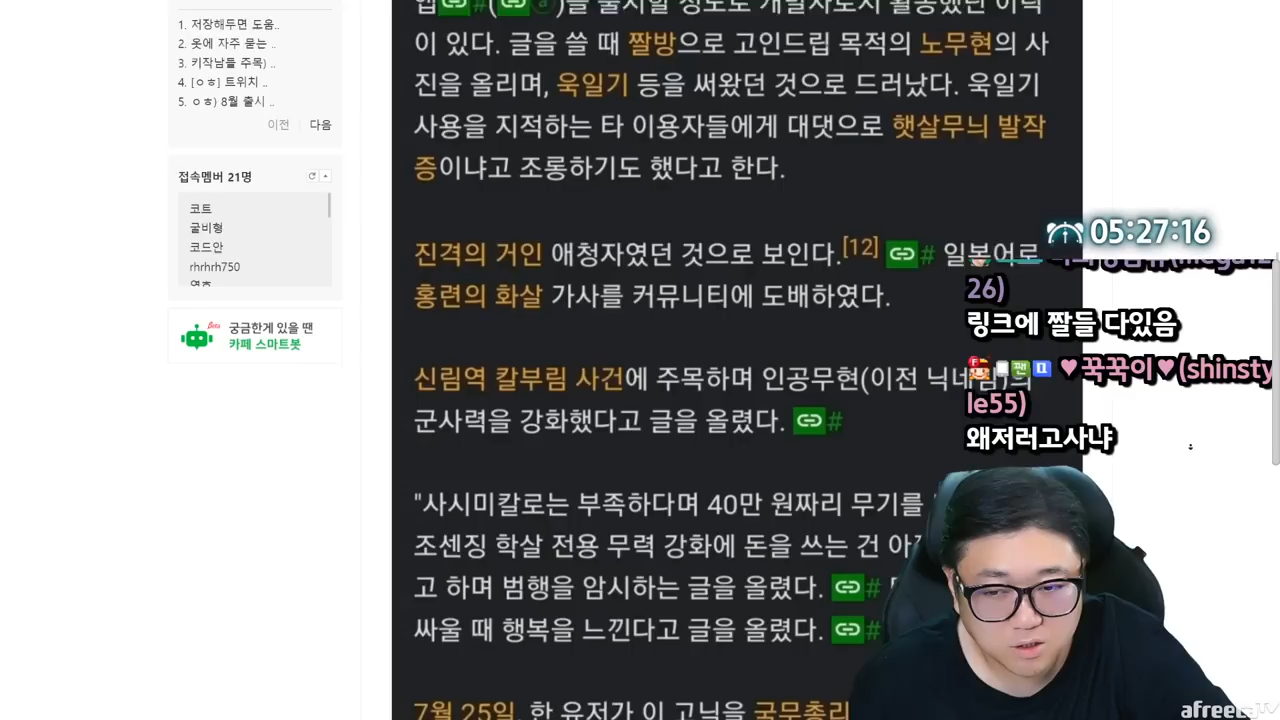 1. 저장해두면 도움..
2. 옷에 자주 묻는 ..
3. 키작남들 주목) ..
4. [ㅇㅎ] 트위치 ..
5. ㅇㅎ) 8월 출시 ..
이전 다음
접속멤버 21명
코트
굴비형
코드안
rhrhrh750
Beta
궁금한게 있을 땐
카페 스마트봇
이 있다. 글을 쓸 때 짤방으로 고인드립 목적의 노무현의 사
진을 올리며, 욱일기 등을 써왔던 것으로 드러났다. 욱일기
사용을 지적하는 타 이용자들에게 대댓으로 햇살무늬 발작
증이냐고 조롱하기도 했다고 한다.
진격의 거인 애청자였던 것으로 보인다.[12] # 일본어로
홍련의 화살 가사를 커뮤니티에 도배하였다.
신림역 칼부림 사건에 주목하며 인공무현(이전 닉네임)의
군사력을 강화했다고 글을 올렸다. #
"사시미칼로는 부족하다며 40만 원짜리 무기를
조센징 학살 전용 무력 강화에 돈을 쓰는 건
고 하며 범행을 암시하는 글을 올렸다. #
싸울 때 행복을 느낀다고 글을 올렸다. #
7월 25일, 한 유저가 이 고닉을 국무총리
05:27:16
26)
링크에 짤들 다있음
♥꾹꾹이♥(shinsty
le55)
왜저러고사냐
afreecaTV